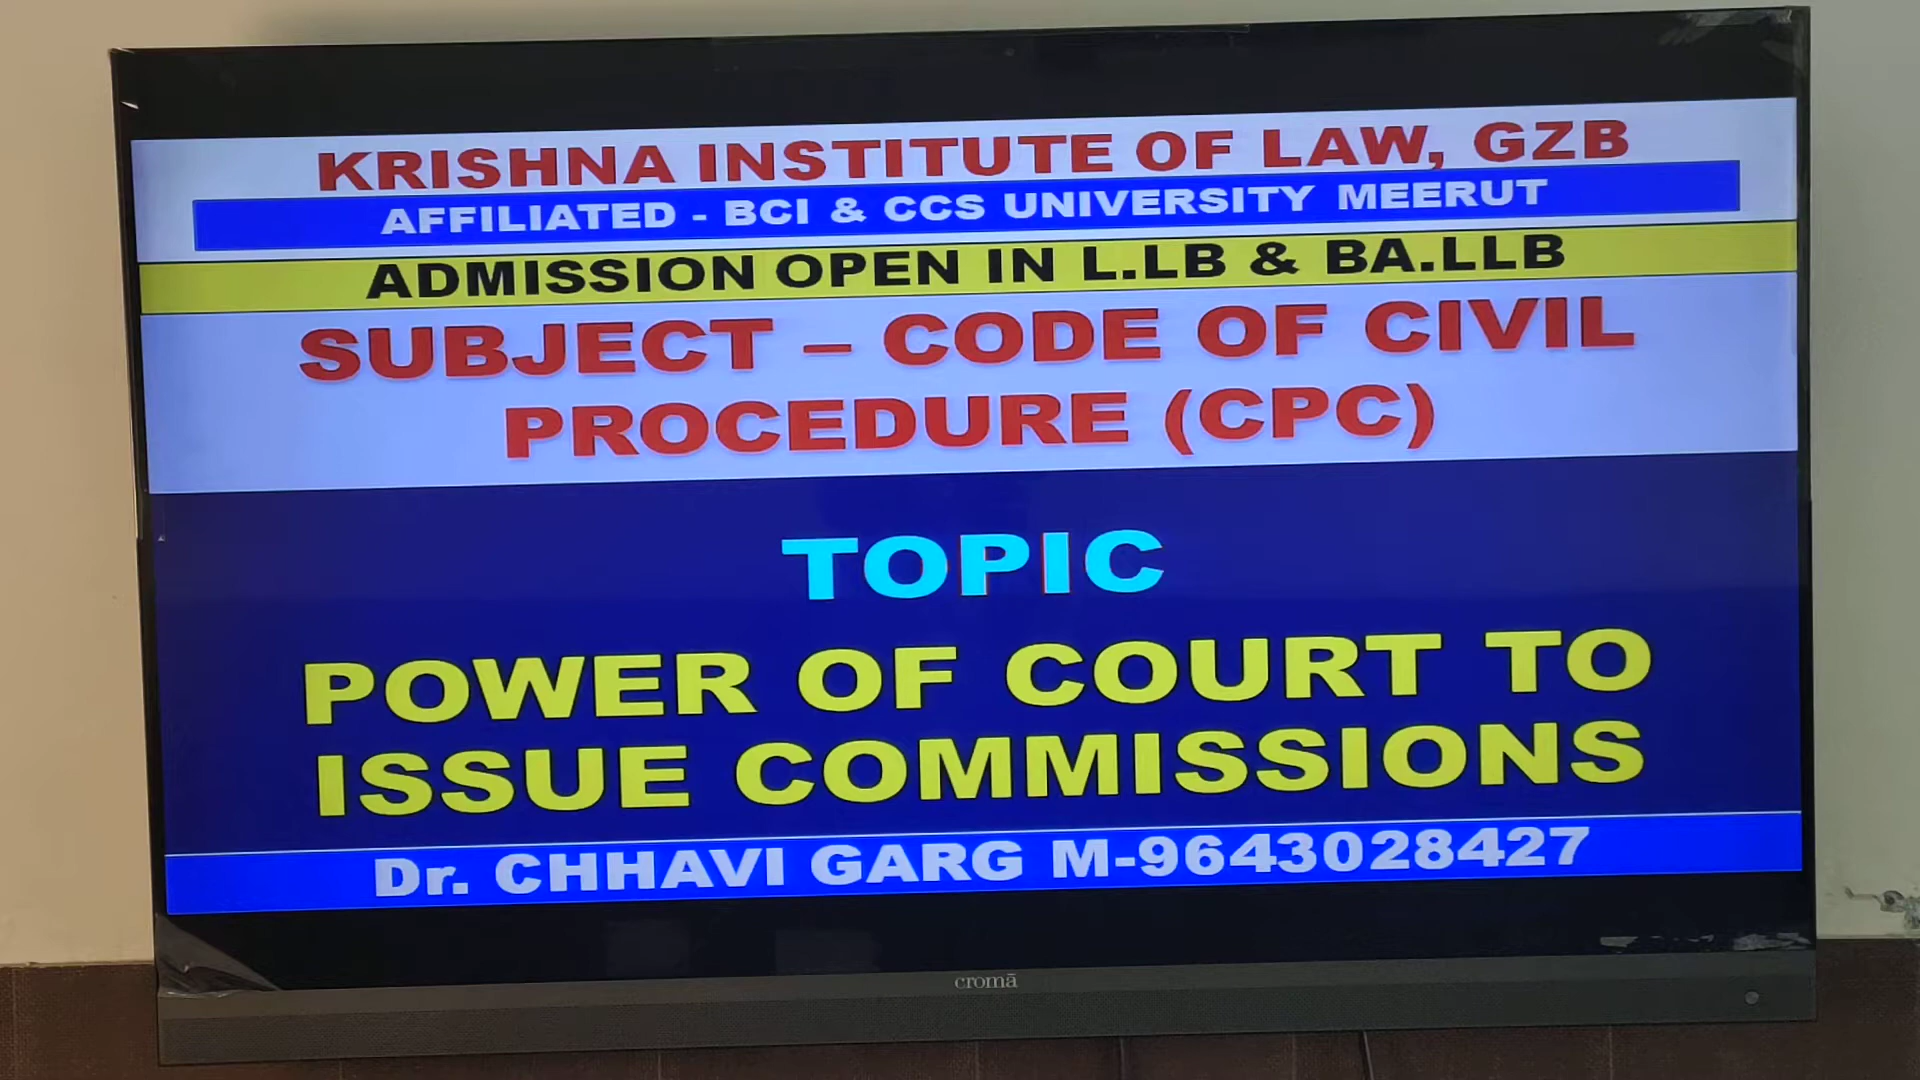 KRISHNA INSTITUTE OF LAW, GZB
AFFILIATED - BCI & CCS UNIVERSITY MEERUT
ADMISSION OPEN IN L.LB & BA.LLB
SUBJECT – CODE OF CIVIL
PROCEDURE (CPC)
TOPIC
POWER OF COURT TO
ISSUE COMMISSIONS
Dr. CHHAVI GARG M-9643028427
cromā